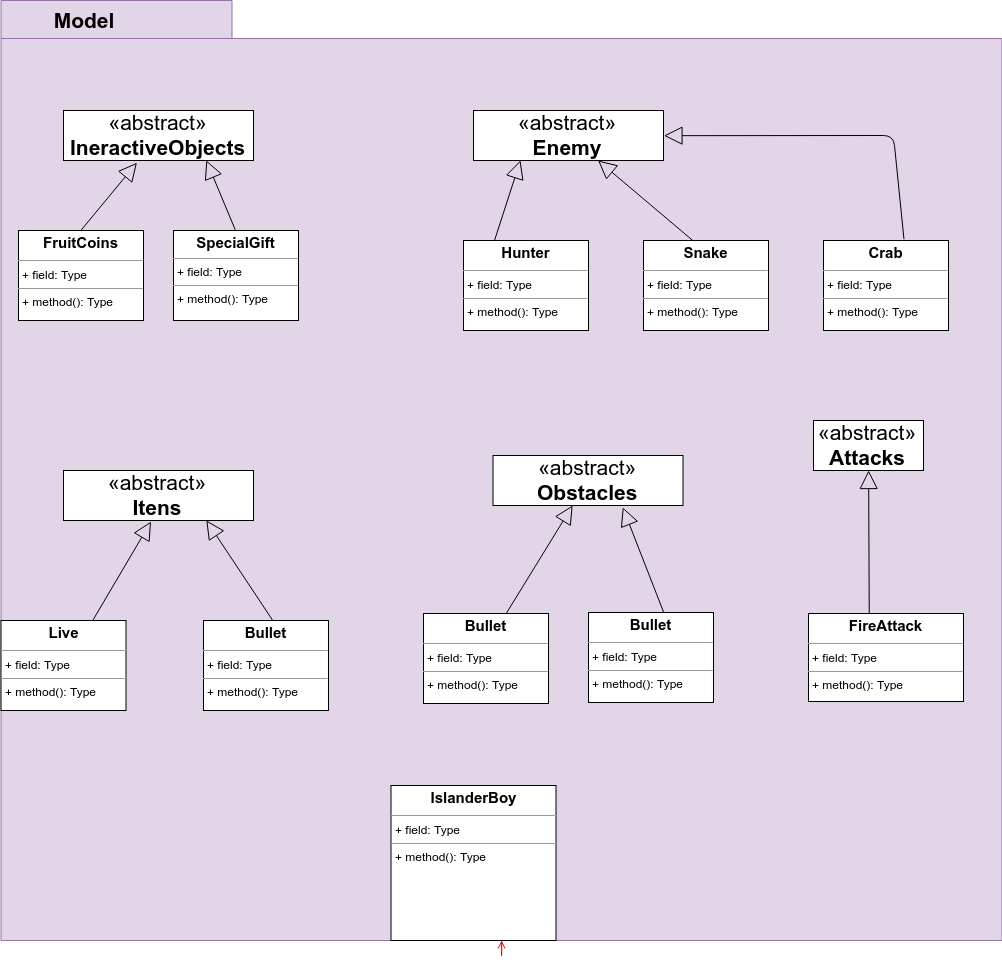 Model
«abstract»
IneractiveObjects
«abstract»
Enemy
FruitCoins
+ field: Type
+ method(): Type
SpecialGift
+ field: Type
+ method(): Type
Hunter
+ field: Type
+ method(): Type
Snake
+ field: Type
+ method(): Type
Crab
+ field: Type
+ method(): Type
«abstract»
Itens
«abstract»
Obstacles
«abstract»
Attacks
Live
+ field: Type
+ method(): Type
Bullet
+ field: Type
+ method(): Type
Bullet
+ field: Type
+ method(): Type
Bullet
+ field: Type
+ method(): Type
FireAttack
+ field: Type
+ method(): Type
IslanderBoy
+ field: Type
+ method(): Type